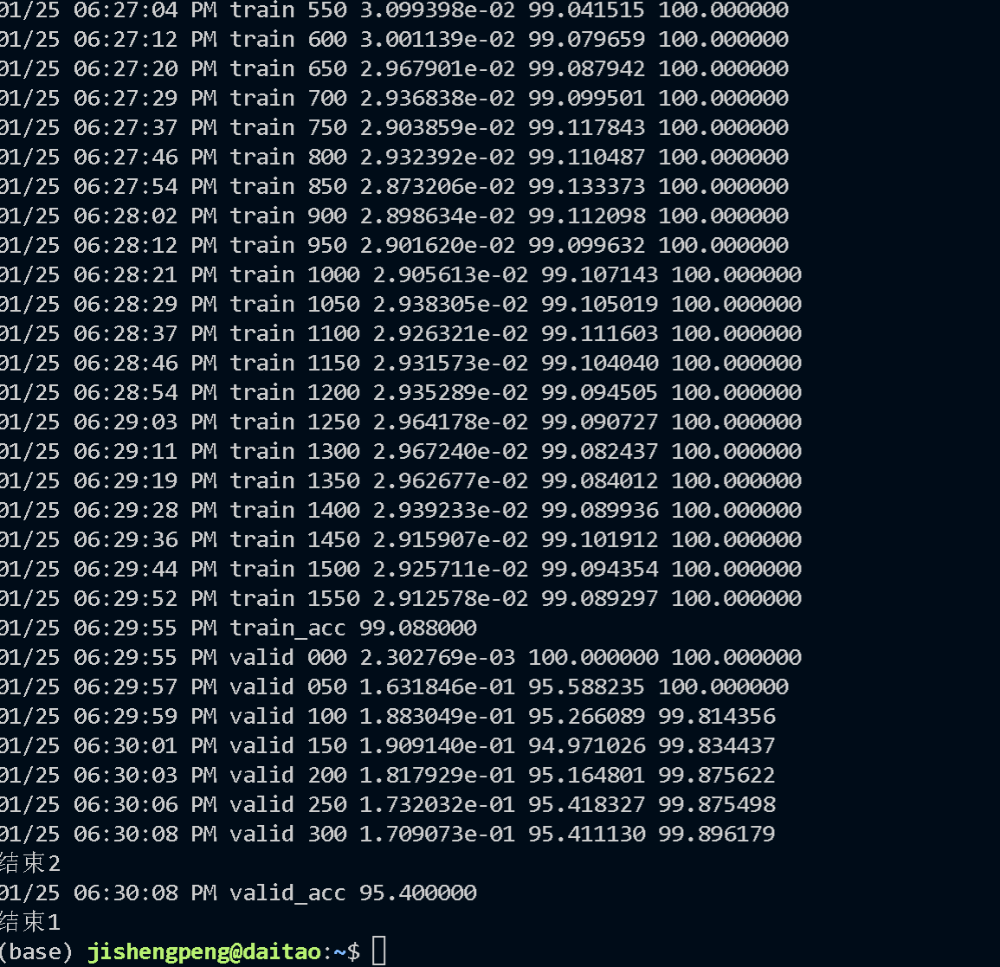 01/25 06:27:04 PM train 550 3.099398e-02 99.041515 100.000000
01/25 06:27:12 PM train 600 3.001139e-02 99.079659 100.000000
01/25 06:27:20 PM train 650 2.967901e-02 99.087942 100.000000
01/25 06:27:29 PM train 700 2.936838e-02 99.099501 100.000000
01/25 06:27:37 PM train 750 2.903859e-02 99.117843 100.000000
01/25 06:27:46 PM train 800 2.932392e-02 99.110487 100.000000
01/25 06:27:54 PM train 850 2.873206e-02 99.133373 100.000000
01/25 06:28:02 PM train 900 2.898634e-02 99.112098 100.000000
01/25 06:28:12 PM train 950 2.901620e-02 99.099632 100.000000
01/25 06:28:21 PM train 1000 2.905613e-02 99.107143 100.000000
01/25 06:28:29 PM train 1050 2.938305e-02 99.105019 100.000000
01/25 06:28:37 PM train 1100 2.926321e-02 99.111603 100.000000
01/25 06:28:46 PM train 1150 2.931573e-02 99.104040 100.000000
01/25 06:28:54 PM train 1200 2.935289e-02 99.094505 100.000000
01/25 06:29:03 PM train 1250 2.964178e-02 99.090727 100.000000
01/25 06:29:11 PM train 1300 2.967240e-02 99.082437 100.000000
01/25 06:29:19 PM train 1350 2.962677e-02 99.084012 100.000000
01/25 06:29:28 PM train 1400 2.939233e-02 99.089936 100.000000
01/25 06:29:36 PM train 1450 2.915907e-02 99.101912 100.000000
01/25 06:29:44 PM train 1500 2.925711e-02 99.094354 100.000000
01/25 06:29:52 PM train 1550 2.912578e-02 99.089297 100.000000
01/25 06:29:55 PM train_acc 99.088000
01/25 06:29:55 PM valid 000 2.302769e-03 100.000000 100.000000
01/25 06:29:57 PM valid 050 1.631846e-01 95.588235 100.000000
01/25 06:29:59 PM valid 100 1.883049e-01 95.266089 99.814356
01/25 06:30:01 PM valid 150 1.909140e-01 94.971026 99.834437
01/25 06:30:03 PM valid 200 1.817929e-01 95.164801 99.875622
01/25 06:30:06 PM valid 250 1.732032e-01 95.418327 99.875498
01/25 06:30:08 PM valid 300 1.709073e-01 95.411130 99.896179
结束2
01/25 06:30:08 PM valid_acc 95.400000
结束1
(base) jishengpeng@daitao:~$